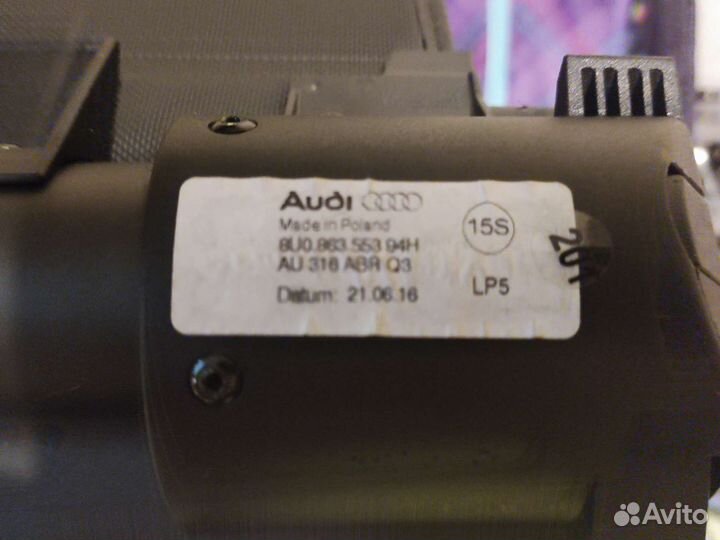 Audi
Made in Poland
8U0.863.553 94H
AU 316 ABR Q3
Datum: 21.06.16
15S
LP5
Avito